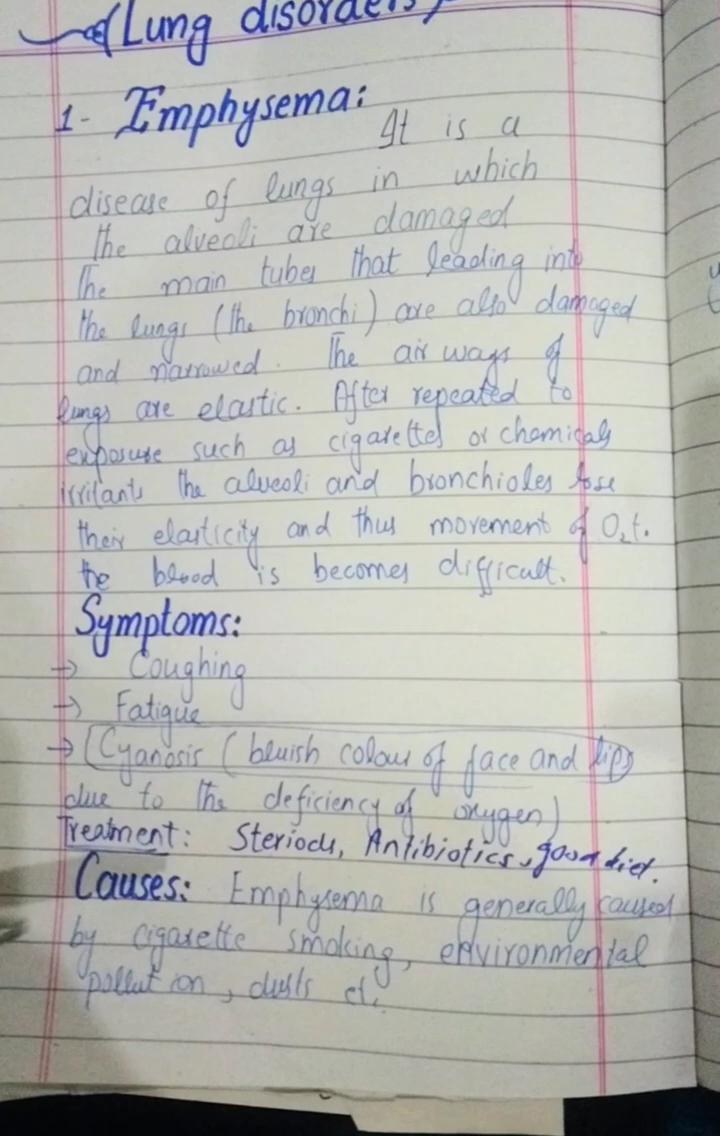 (Lung disorders)
1- Emphysema:
It is a
disease of lungs in which
the alveoli are damaged
The main tubes that leading into
the lungs (the bronchi) are also damaged
and narrowed. The air ways of
lungs are elastic. After repeated to
exposure such as cigarettes or chemicals
irritants the alveoli and bronchioles lose
their elasticity and thus movement of O2 t.
the blood is becomes difficult.
Symptoms:
→ Coughing
→ Fatigue
→ Cyanosis (bluish colour of face and lips
due to the deficiency of oxygen)
Treatment: Steriods, Antibiotics, good diet.
Causes: Emphysema is generally caused
by cigarette smoking, environmental
pollution, dusts et.